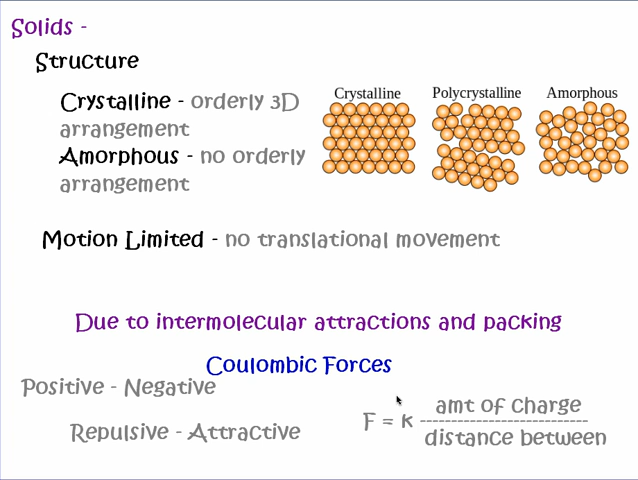 Solids -
Structure
Crystalline - orderly 3D
arrangement
Amorphous - no orderly
arrangement
Crystalline Polycrystalline Amorphous
Motion Limited - no translational movement
Due to intermolecular attractions and packing
Coulombic Forces
Positive - Negative
Repulsive - Attractive
F = k amt of charge
---------------------------
distance between